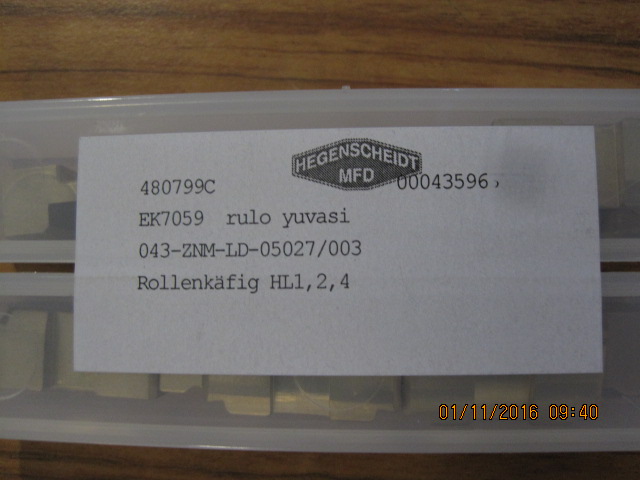 HEGENSCHEIDT
MFD
480799C
00043596,
EK7059 rulo yuvasi
043-ZNM-LD-05027/003
Rollenkäfig HL1,2,4
01/11/2016 09:40